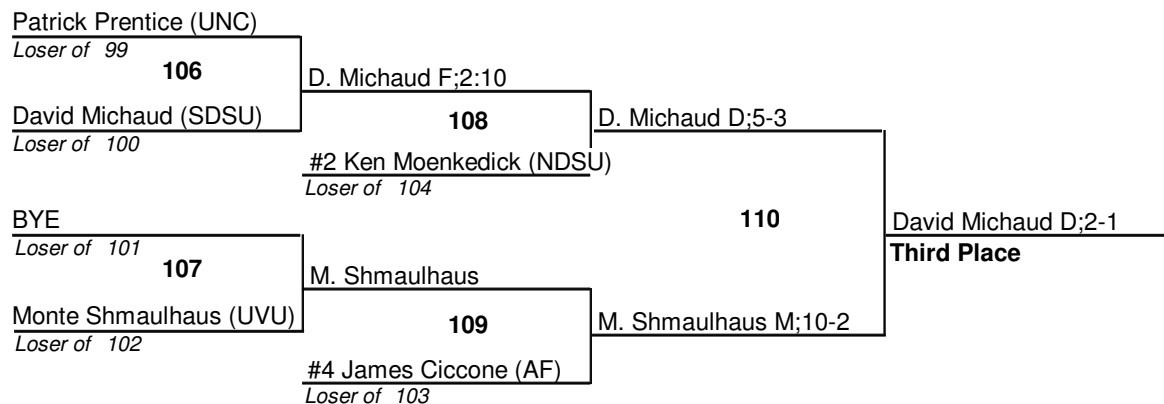 Patrick Prentice (UNC)
Loser of 99
106
D. Michaud F;2:10
David Michaud (SDSU)
Loser of 100
108
D. Michaud D;5-3
#2 Ken Moenkedick (NDSU)
Loser of 104
BYE
Loser of 101
110
David Michaud D;2-1
Third Place
107
M. Shmaulhaus
Monte Shmaulhaus (UVU)
Loser of 102
109
M. Shmaulhaus M;10-2
#4 James Ciccone (AF)
Loser of 103